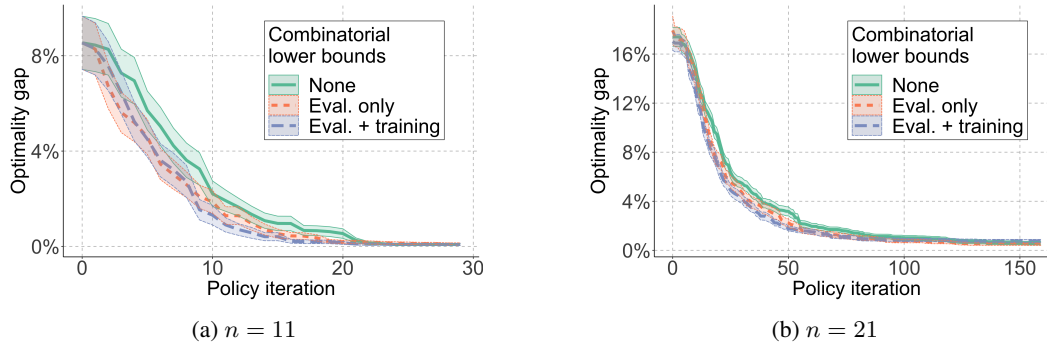 Optimality gap
8%
4%
0%
0
10
20
30
Policy iteration
Combinatorial
lower bounds
None
Eval. only
Eval. + training
(a) n = 11
Optimality gap
16%
12%
8%
4%
0%
0
50
100
150
Policy iteration
Combinatorial
lower bounds
None
Eval. only
Eval. + training
(b) n = 21